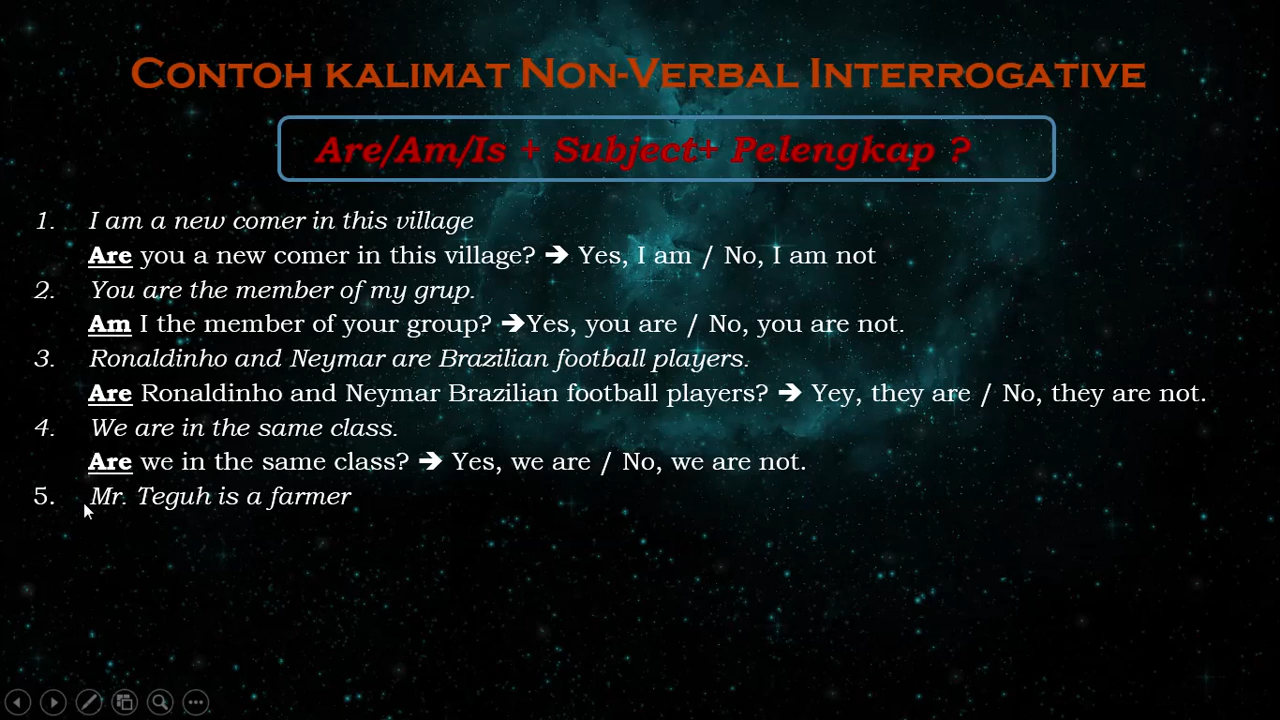 Contoh kalimat Non-Verbal Interrogative
Are/Am/Is + Subject+ Pelengkap ?
1. I am a new comer in this village
Are you a new comer in this village? ➔ Yes, I am / No, I am not
2. You are the member of my grup.
Am I the member of your group? ➔Yes, you are / No, you are not.
3. Ronaldinho and Neymar are Brazilian football players.
Are Ronaldinho and Neymar Brazilian football players? ➔ Yey, they are / No, they are not.
4. We are in the same class.
Are we in the same class? ➔ Yes, we are / No, we are not.
5. Mr. Teguh is a farmer